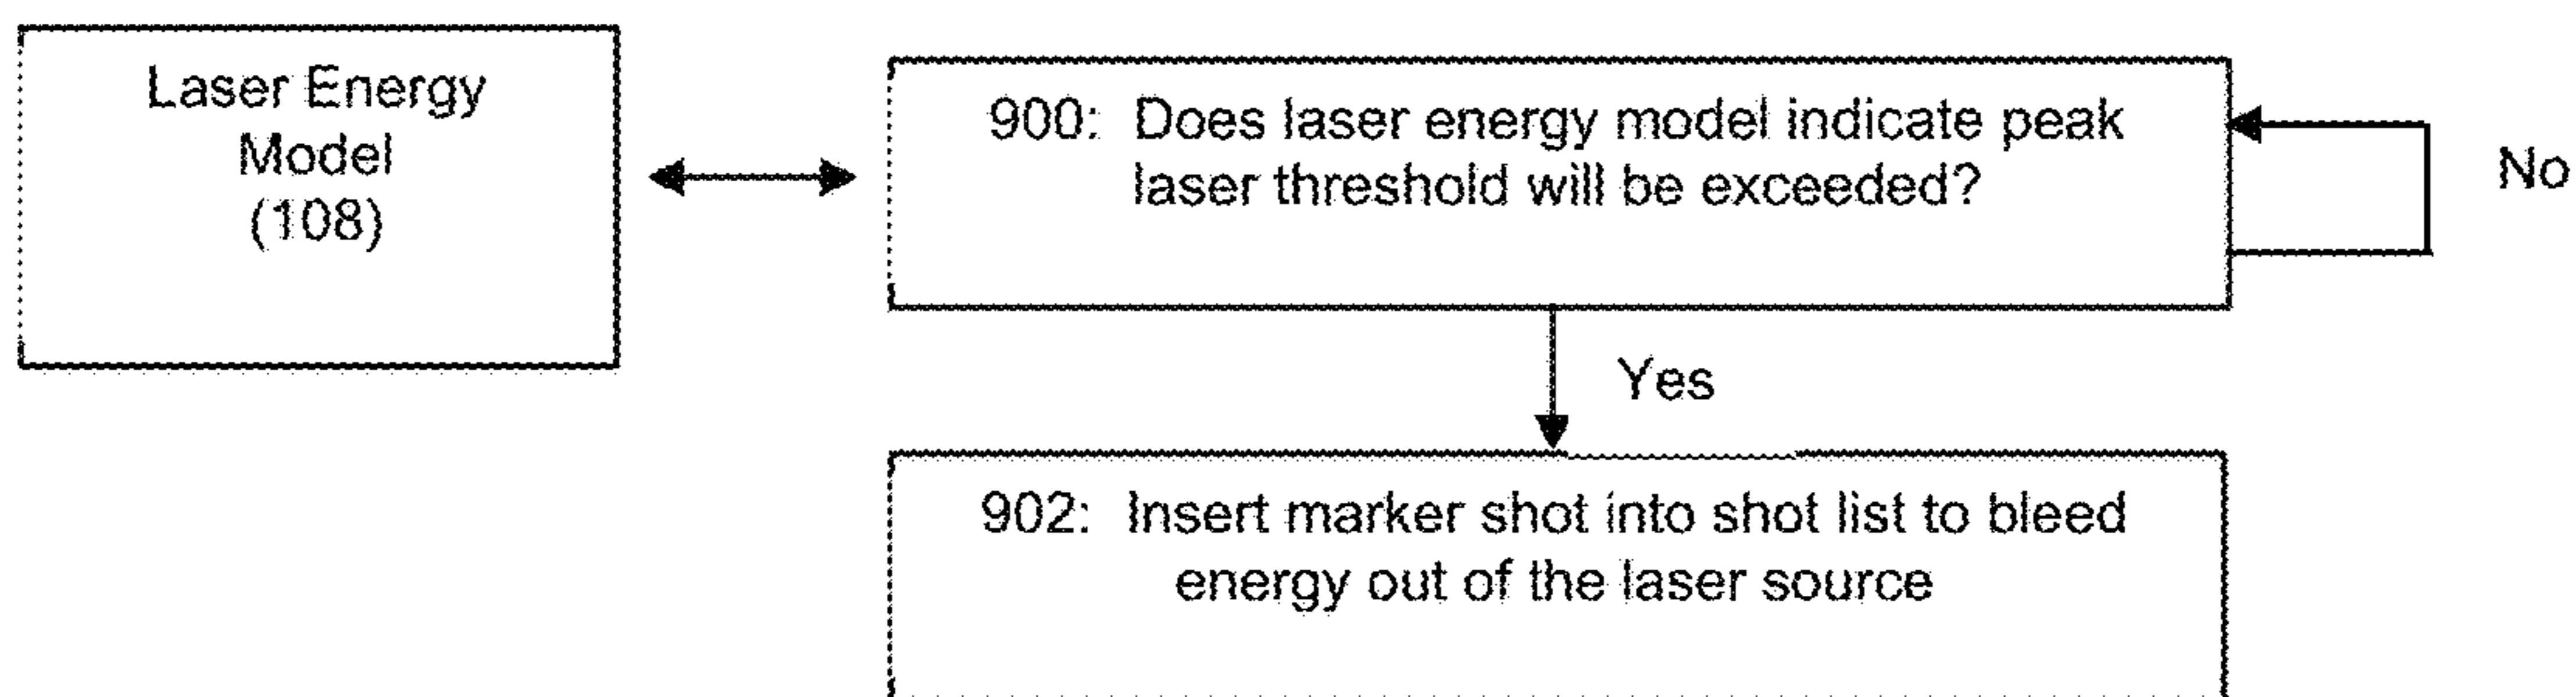 Laser Energy
Model
(108)
900: Does laser energy model indicate peak
laser threshold will be exceeded?
No
Yes
902: Insert marker shot into shot list to bleed
energy out of the laser source